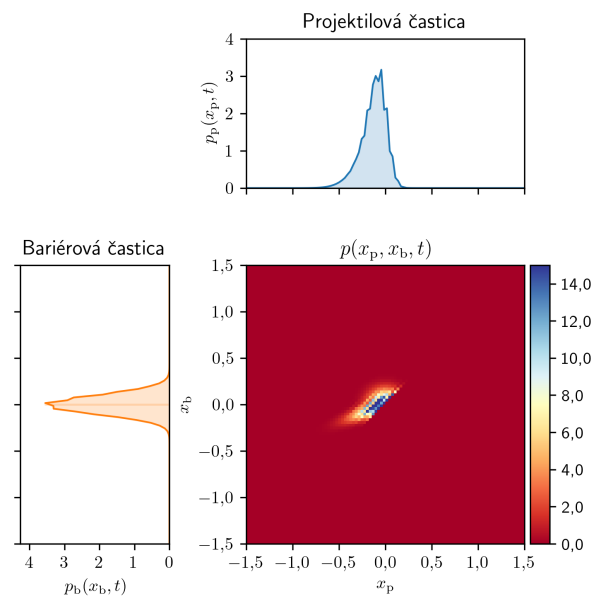 Projektilová častica
4
3
2
1
0
p_p(x_p, t)
Bariérová častica
p(x_p, x_b, t)
1,5
1,0
0,5
0,0
−0,5
−1,0
−1,5
x_b
14,0
12,0
10,0
8,0
6,0
4,0
2,0
0,0
4 3 2 1 0
−1,5 −1,0 −0,5 0,0 0,5 1,0 1,5
p_b(x_b, t)
x_p